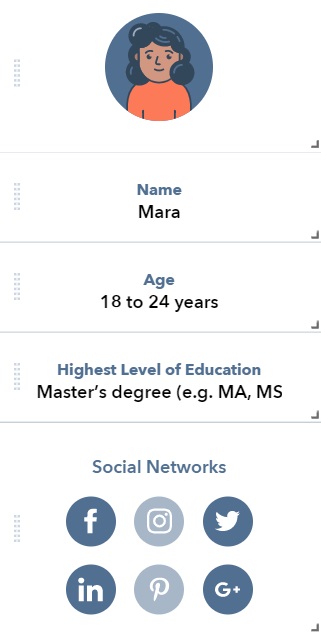 Name
Mara
Age
18 to 24 years
Highest Level of Education
Master’s degree (e.g. MA, MS
Social Networks
f
in G+